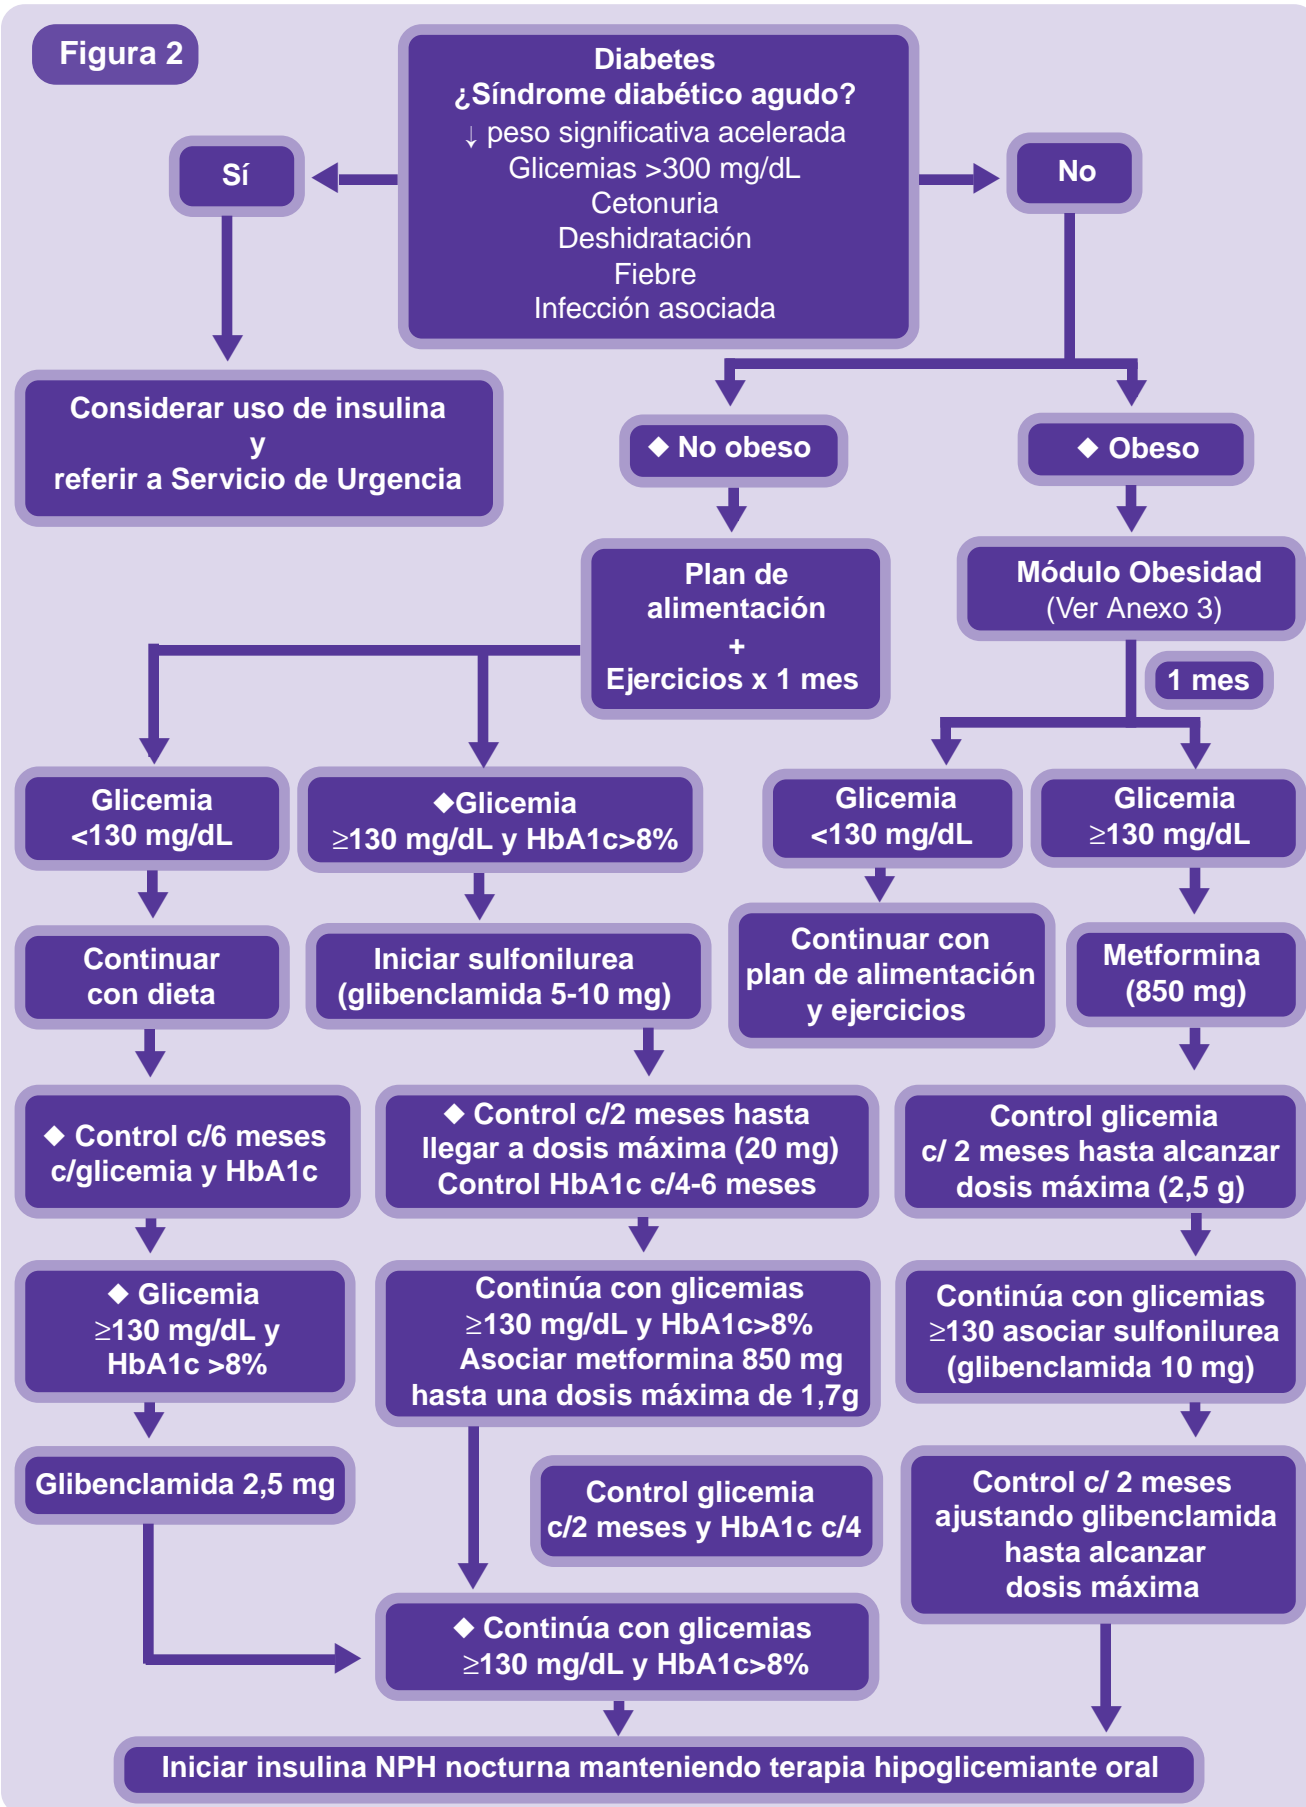 Figura 2
Diabetes
¿Síndrome diabético agudo?
↓ peso significativa acelerada
Glicemias >300 mg/dL
Cetonuria
Deshidratación
Fiebre
Infección asociada
Sí
No
Considerar uso de insulina
y
referir a Servicio de Urgencia
◆ No obeso
◆ Obeso
Plan de
alimentación
+
Ejercicios x 1 mes
Módulo Obesidad
(Ver Anexo 3)
1 mes
Glicemia
<130 mg/dL
◆Glicemia
≥130 mg/dL y HbA1c>8%
Glicemia
<130 mg/dL
Glicemia
≥130 mg/dL
Continuar
con dieta
Iniciar sulfonilurea
(glibenclamida 5-10 mg)
Continuar con
plan de alimentación
y ejercicios
Metformina
(850 mg)
◆ Control c/6 meses
c/glicemia y HbA1c
◆ Control c/2 meses hasta
llegar a dosis máxima (20 mg)
Control HbA1c c/4-6 meses
Control glicemia
c/ 2 meses hasta alcanzar
dosis máxima (2,5 g)
◆ Glicemia
≥130 mg/dL y
HbA1c >8%
Continúa con glicemias
≥130 mg/dL y HbA1c>8%
Asociar metformina 850 mg
hasta una dosis máxima de 1,7g
Continúa con glicemias
≥130 asociar sulfonilurea
(glibenclamida 10 mg)
Glibenclamida 2,5 mg
Control glicemia
c/2 meses y HbA1c c/4
Control c/ 2 meses
ajustando glibenclamida
hasta alcanzar
dosis máxima
◆ Continúa con glicemias
≥130 mg/dL y HbA1c>8%
Iniciar insulina NPH nocturna manteniendo terapia hipoglicemiante oral